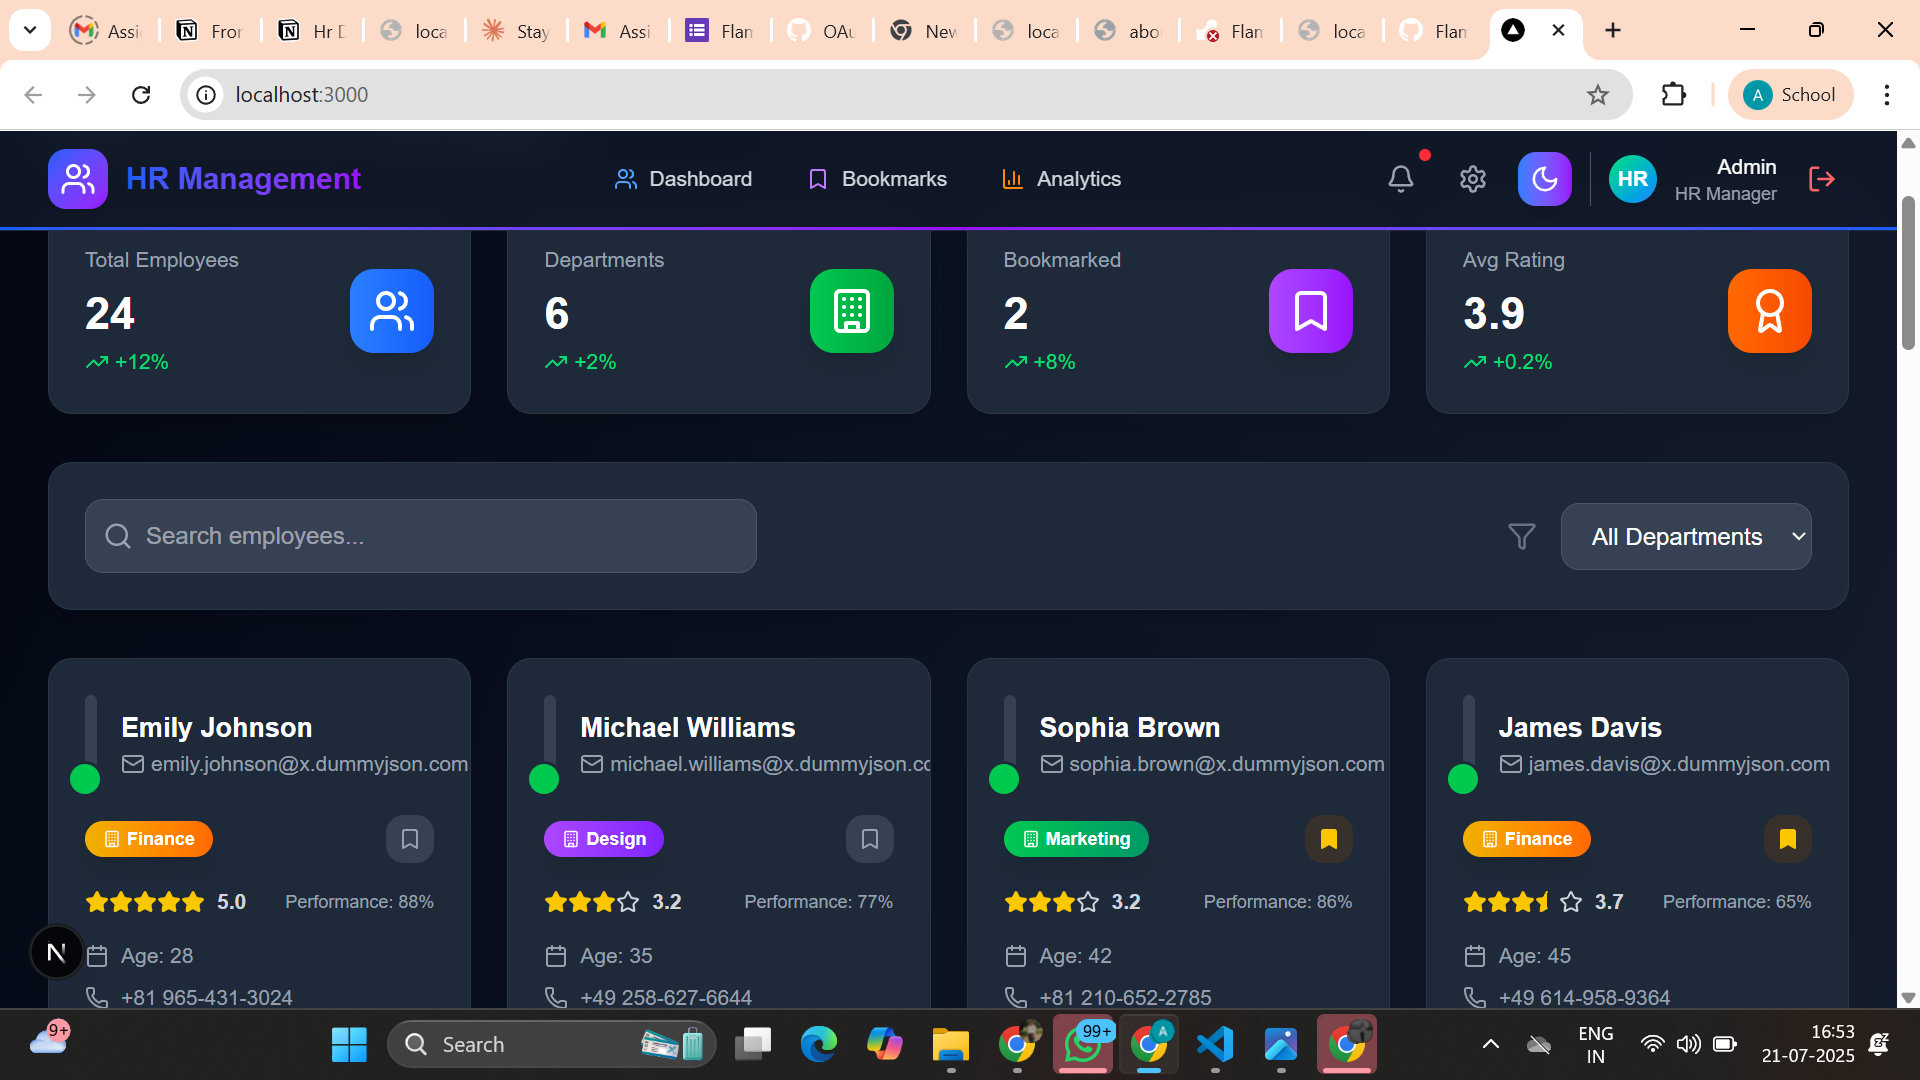 Assi
Fror
Hr D
loca
Stay
Assi
Flam
OAu
New
loca
abo
Flam
loca
Flam
localhost:3000
A School
HR Management
Dashboard
Bookmarks
Analytics
HR
Admin
HR Manager
Total Employees
24
+12%
Departments
6
+2%
Bookmarked
2
+8%
Avg Rating
3.9
+0.2%
Search employees...
All Departments
Emily Johnson
emily.johnson@x.dummyjson.com
Finance
5.0 Performance: 88%
Age: 28
+81 965-431-3024
Michael Williams
michael.williams@x.dummyjson.co
Design
3.2 Performance: 77%
Age: 35
+49 258-627-6644
Sophia Brown
sophia.brown@x.dummyjson.com
Marketing
3.2 Performance: 86%
Age: 42
+81 210-652-2785
James Davis
james.davis@x.dummyjson.com
Finance
3.7 Performance: 65%
Age: 45
+49 614-958-9364
N
9+
Search
99+
A
ENG
IN
16:53
21-07-2025